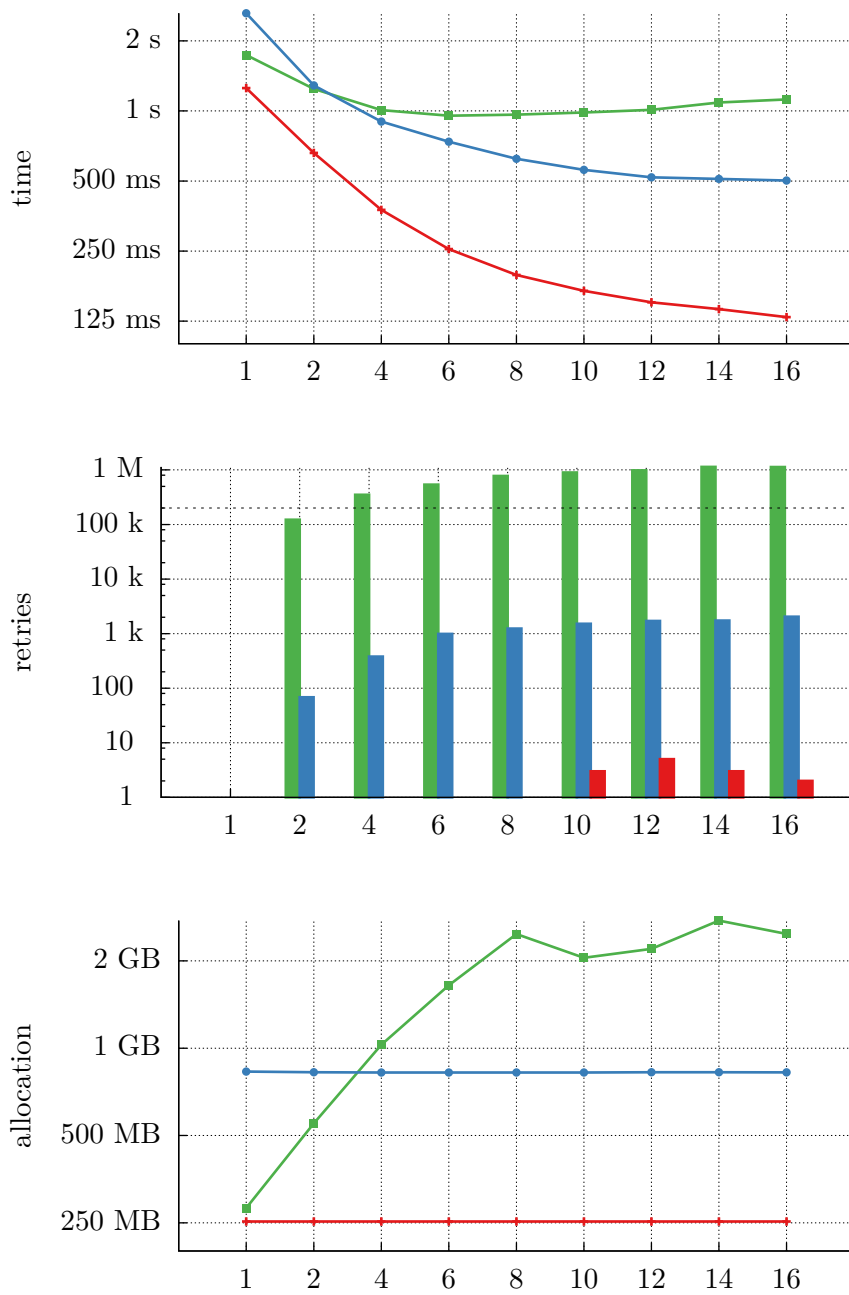 2 s
1 s
500 ms
250 ms
125 ms
time
1 2 4 6 8 10 12 14 16
1 M
100 k
10 k
1 k
100
10
1
retries
1 2 4 6 8 10 12 14 16
2 GB
1 GB
500 MB
250 MB
allocation
1 2 4 6 8 10 12 14 16